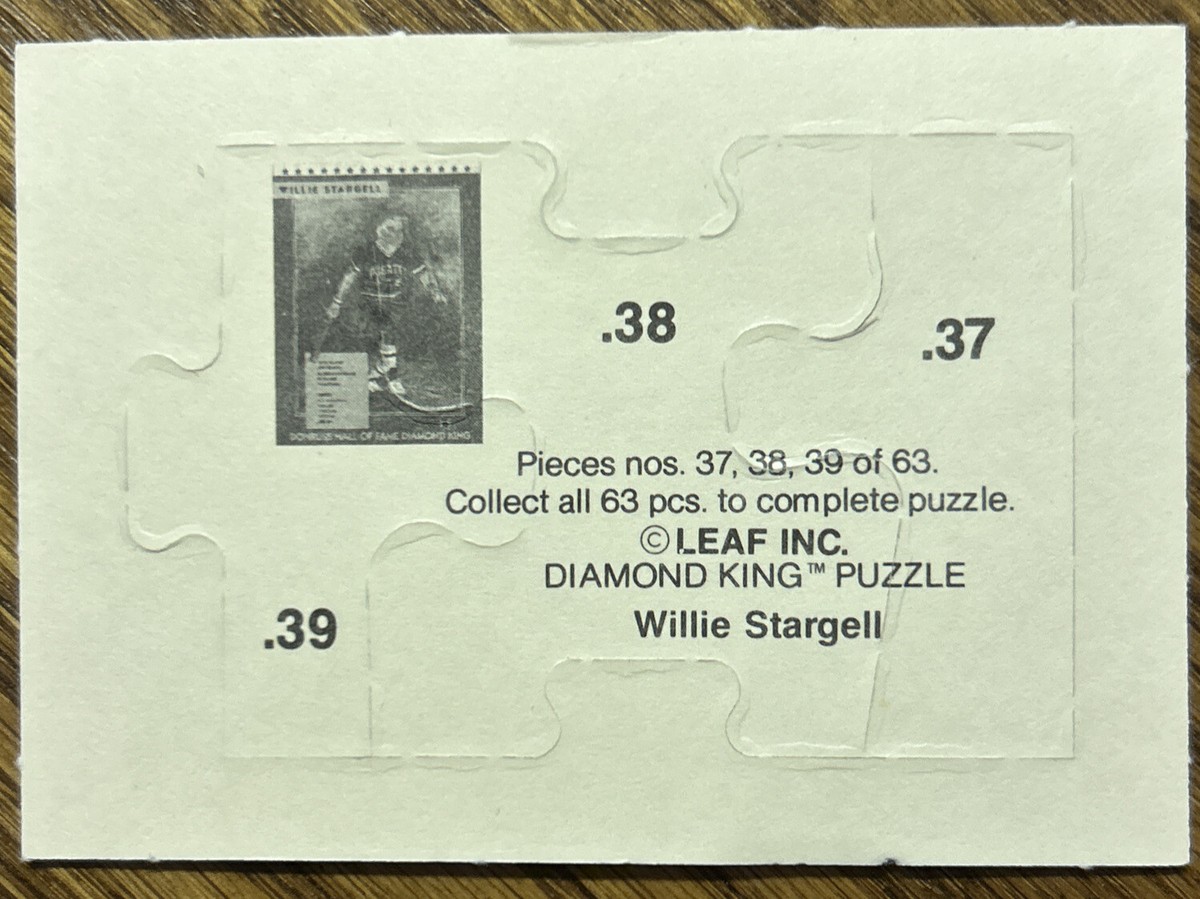 WILLIE STARGELL
DONRUSS HALL OF FAME DIAMOND KING
.38
.37
Pieces nos. 37, 38, 39 of 63.
Collect all 63 pcs. to complete puzzle.
©LEAF INC.
DIAMOND KING™ PUZZLE
Willie Stargell
.39